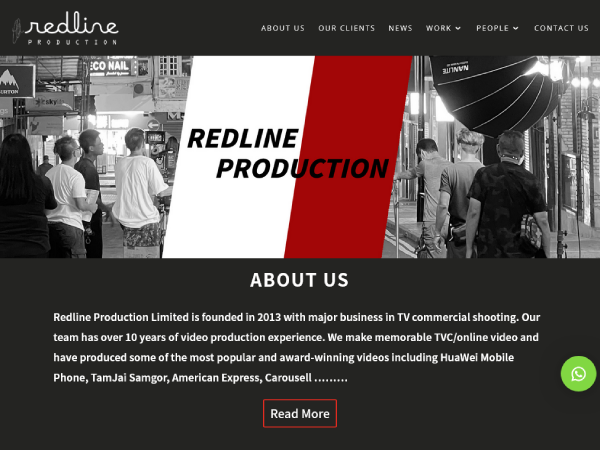 redline
PRODUCTION
ABOUT US
OUR CLIENTS
NEWS
WORK
PEOPLE
CONTACT US
ECO NAIL
BURTON
NANLITE
REDLINE
PRODUCTION
ABOUT US
Redline Production Limited is founded in 2013 with major business in TV commercial shooting. Our
team has over 10 years of video production experience. We make memorable TVC/online video and
have produced some of the most popular and award-winning videos including HuaWei Mobile
Phone, TamJai Samgor, American Express, Carousell ………
Read More